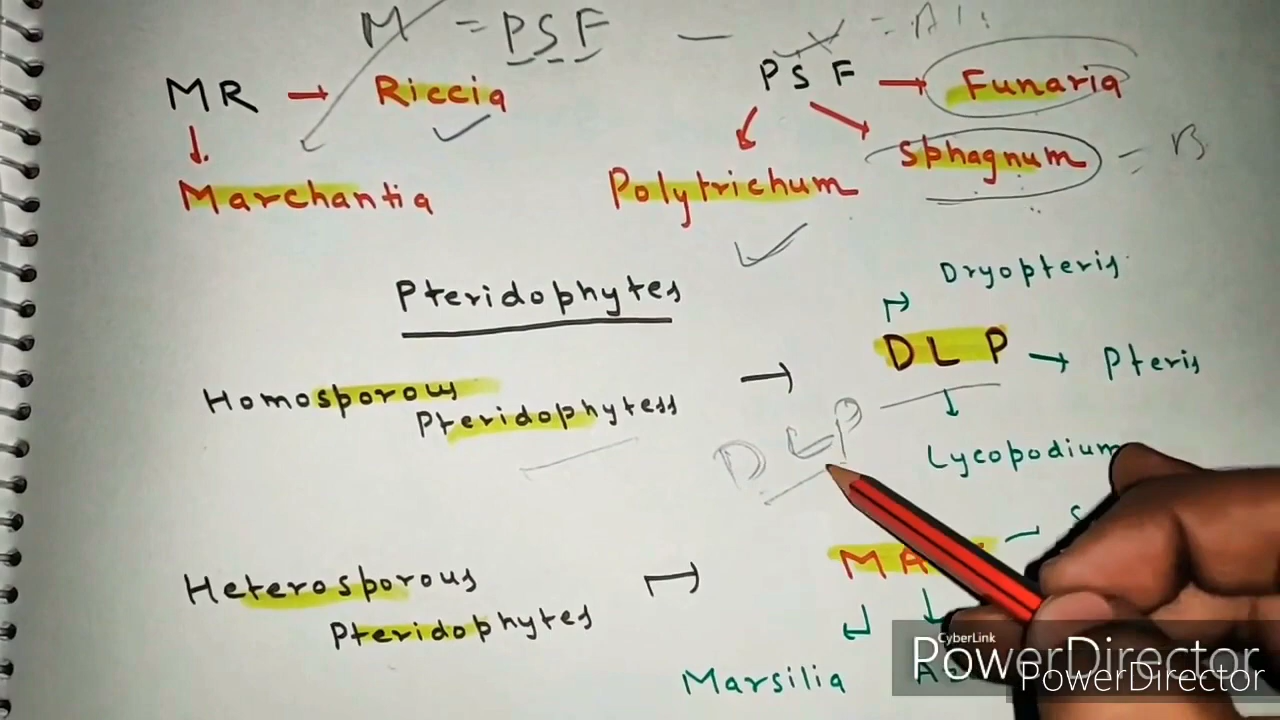 M = PSF —
MR → Riccia
Marchantia
PSF → Funaria
Sphagnum = B
Polytrichum
Pteridophytes
Dryopteris
Homosporous Pteridophytess → DLP → Pteris
DLP
Lycopodium
Heterosporous Pteridophytes → MA
Marsilia
CyberLink
PowerDirector
PowerDirector